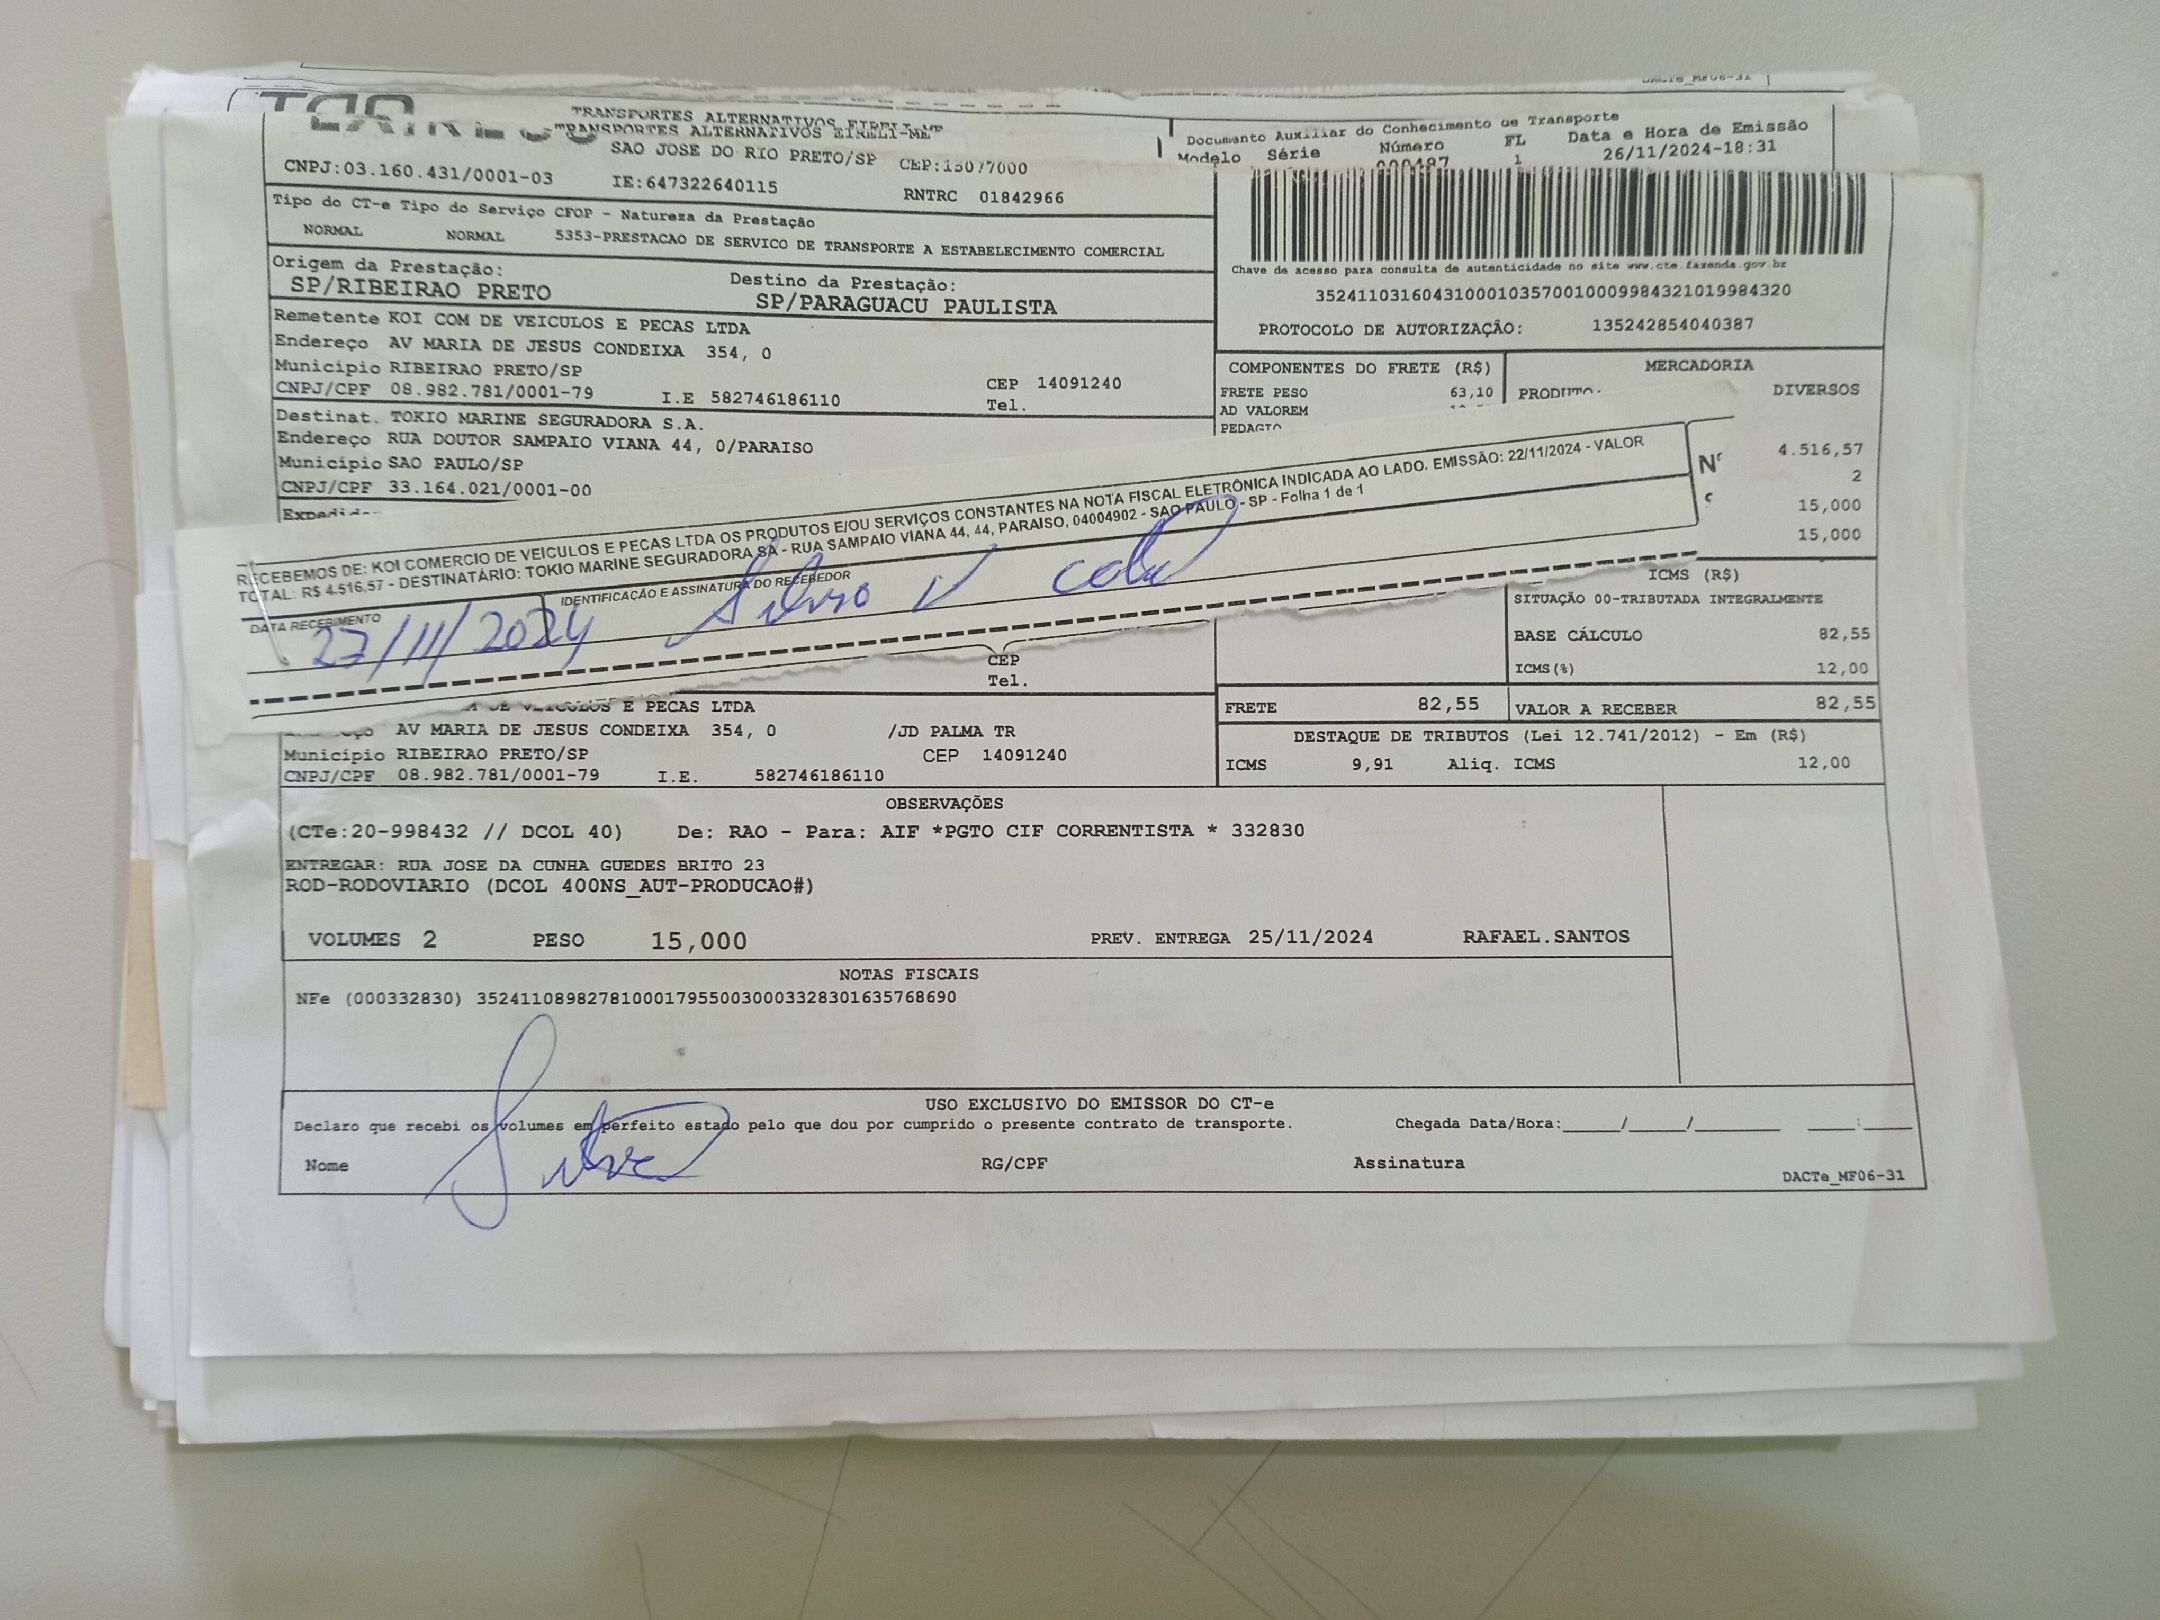 DACTe_MF06-31
TRANSPORTES ALTERNATIVOS EIRELI-ME
TRANSPORTES ALTERNATIVOS EIRELI-ME
SAO JOSE DO RIO PRETO/SP CEP:15077000
CNPJ:03.160.431/0001-03 IE:647322640115 RNTRC 01842966
Documento Auxiliar do Conhecimento de Transporte
Modelo Série Número FL Data e Hora de Emissão
1 26/11/2024-18:31
Tipo do CT-e Tipo do Serviço CFOP - Natureza da Prestação
NORMAL NORMAL 5353-PRESTACAO DE SERVICO DE TRANSPORTE A ESTABELECIMENTO COMERCIAL
Chave de acesso para consulta de autenticidade no site www.cte.fazenda.gov.br
35241103160431000103570010009984321019984320
PROTOCOLO DE AUTORIZAÇÃO: 135242854040387
Origem da Prestação: Destino da Prestação:
SP/RIBEIRAO PRETO SP/PARAGUACU PAULISTA
Remetente KOI COM DE VEICULOS E PECAS LTDA
Endereço AV MARIA DE JESUS CONDEIXA 354, 0
Município RIBEIRAO PRETO/SP CEP 14091240
CNPJ/CPF 08.982.781/0001-79 I.E 582746186110 Tel.
Destinat. TOKIO MARINE SEGURADORA S.A.
Endereço RUA DOUTOR SAMPAIO VIANA 44, 0/PARAISO
Município SAO PAULO/SP
CNPJ/CPF 33.164.021/0001-00
COMPONENTES DO FRETE (R$) MERCADORIA
FRETE PESO 63,10 PRODUTO: DIVERSOS
AD VALOREM
PEDAGIO
4.516,57
2
15,000
15,000
RECEBEMOS DE: KOI COMERCIO DE VEICULOS E PECAS LTDA OS PRODUTOS E/OU SERVIÇOS CONSTANTES NA NOTA FISCAL ELETRÔNICA INDICADA AO LADO. EMISSÃO: 22/11/2024 - VALOR
TOTAL: R$ 4.516,57 - DESTINATÁRIO: TOKIO MARINE SEGURADORA SA - RUA SAMPAIO VIANA 44, 44, PARAISO, 04004902 - SAO PAULO - SP - Folha 1 de 1
DATA RECEBIMENTO IDENTIFICAÇÃO E ASSINATURA DO RECEBEDOR
27/11/2024 Silvio V
CEP
Tel.
ICMS (R$)
SITUAÇÃO 00-TRIBUTADA INTEGRALMENTE
BASE CÁLCULO 82,55
ICMS(%) 12,00
FRETE 82,55 VALOR A RECEBER 82,55
DE VEICULOS E PECAS LTDA
AV MARIA DE JESUS CONDEIXA 354, 0 /JD PALMA TR
Município RIBEIRAO PRETO/SP CEP 14091240
CNPJ/CPF 08.982.781/0001-79 I.E. 582746186110
DESTAQUE DE TRIBUTOS (Lei 12.741/2012) - Em (R$)
ICMS 9,91 Aliq. ICMS 12,00
OBSERVAÇÕES
(CTe:20-998432 // DCOL 40) De: RAO - Para: AIF *PGTO CIF CORRENTISTA * 332830
ENTREGAR: RUA JOSE DA CUNHA GUEDES BRITO 23
ROD-RODOVIARIO (DCOL 400NS_AUT-PRODUCAO#)
VOLUMES 2 PESO 15,000 PREV. ENTREGA 25/11/2024 RAFAEL.SANTOS
NOTAS FISCAIS
NFe (000332830) 35241108982781000179550030003328301635768690
USO EXCLUSIVO DO EMISSOR DO CT-e
Declaro que recebi os volumes em perfeito estado pelo que dou por cumprido o presente contrato de transporte. Chegada Data/Hora:_____/_____/________ ____:____
Nome RG/CPF Assinatura
DACTe_MF06-31